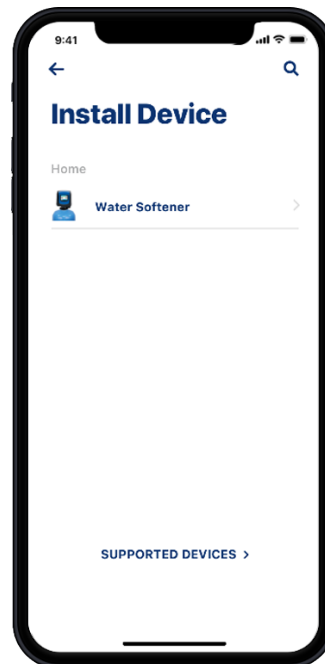 9:41
Install Device
Home
Water Softener
SUPPORTED DEVICES